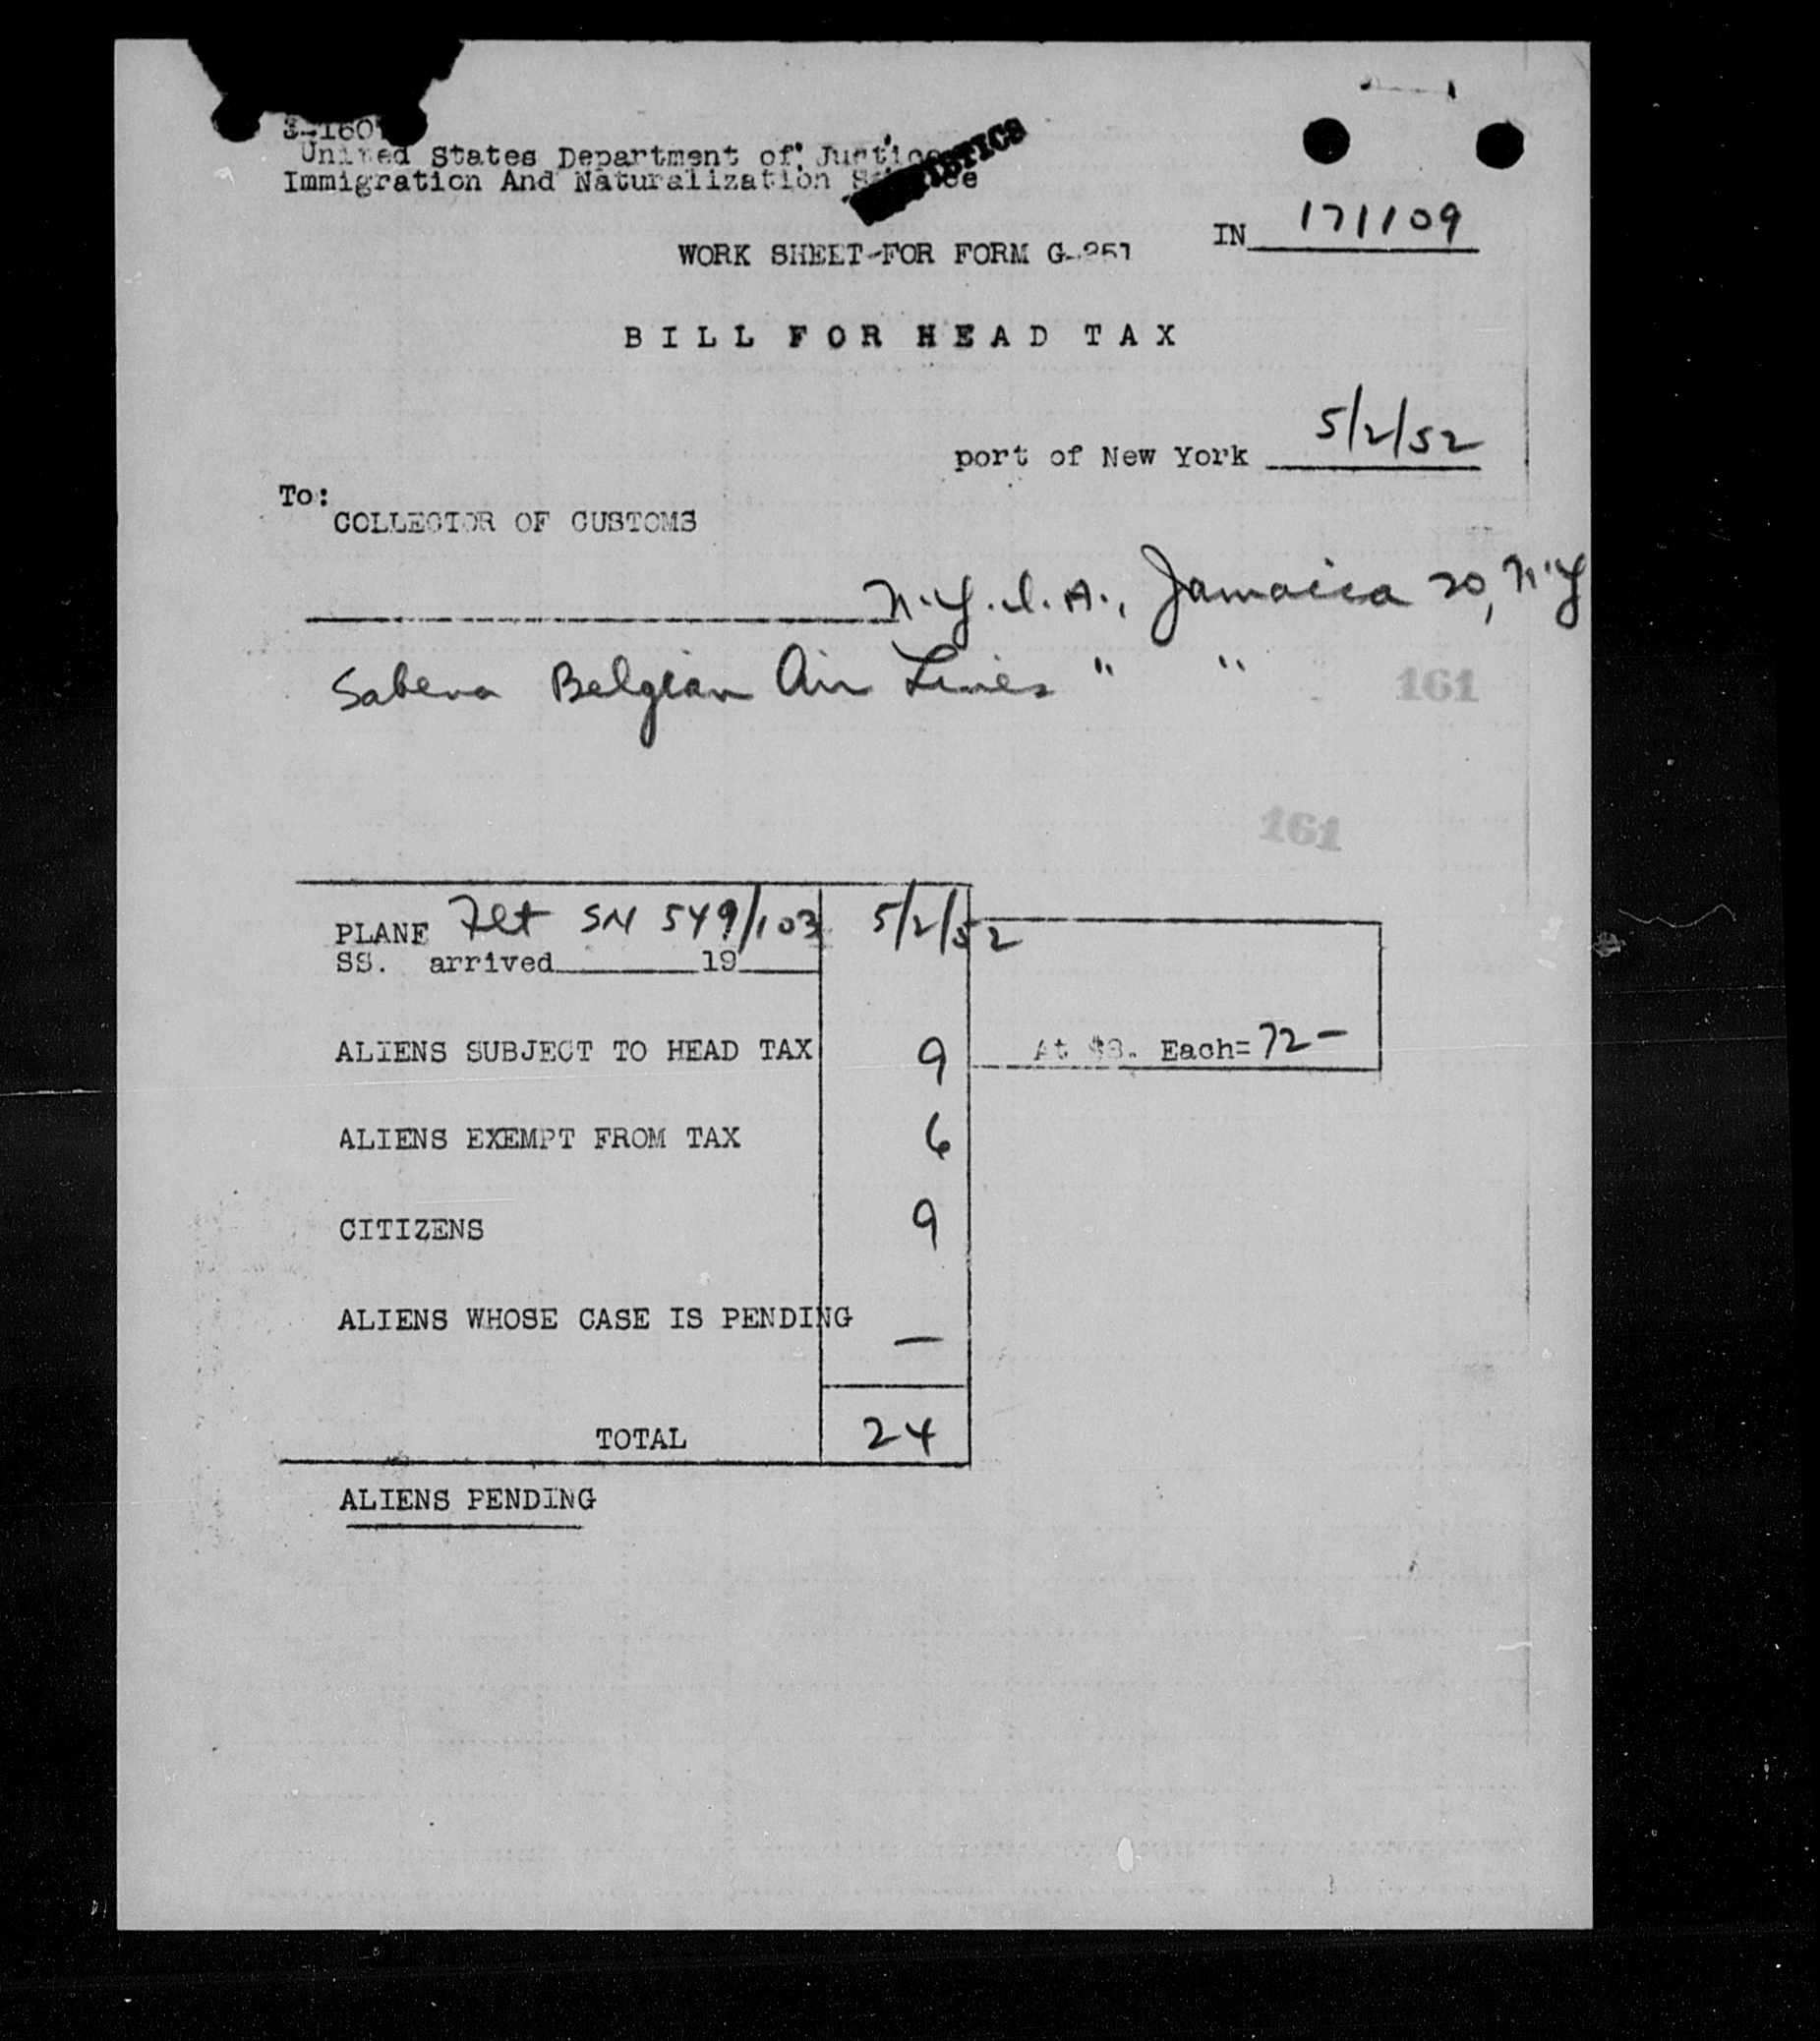 3-160
United States Department of Justice
Immigration And Naturalization Service
IN 171109
WORK SHEET-FOR FORM G-951
BILL FOR HEAD TAX
port of New York 5/2/52
To:
COLLECTOR OF CUSTOMS
N.Y.I.A., Jamaica 20, N.Y
Sabena Belgian Air Lines " "
161
161
PLANE Flt SN 549/103 5/2/52
SS. arrived 19
ALIENS SUBJECT TO HEAD TAX 9 At $8. Each= 72 –
ALIENS EXEMPT FROM TAX 6
CITIZENS 9
ALIENS WHOSE CASE IS PENDING –
TOTAL 24
ALIENS PENDING